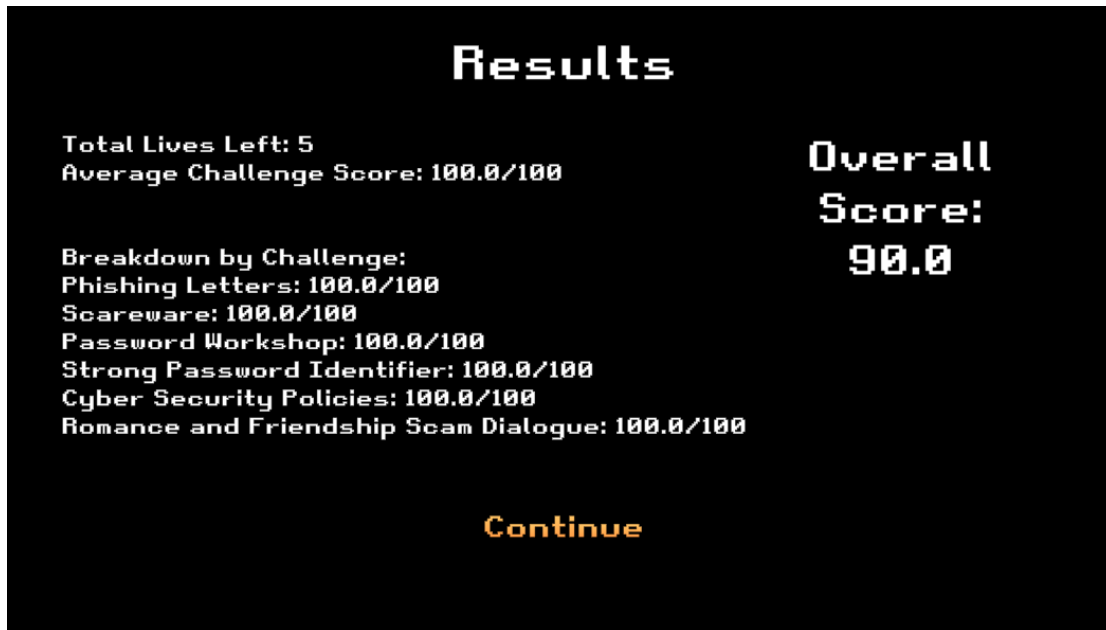 Results
Total Lives Left: 5
Average Challenge Score: 100.0/100
Overall
Score:
90.0
Breakdown by Challenge:
Phishing Letters: 100.0/100
Scareware: 100.0/100
Password Workshop: 100.0/100
Strong Password Identifier: 100.0/100
Cyber Security Policies: 100.0/100
Romance and Friendship Scam Dialogue: 100.0/100
Continue